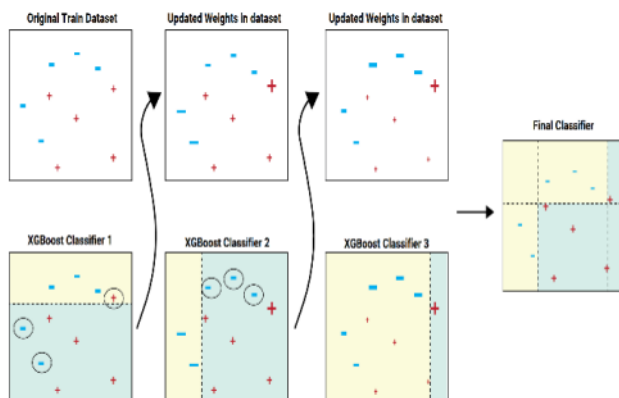 Original Train Dataset
Updated Weights in dataset
Updated Weights in dataset
Final Classifier
XGBoost Classifier 1
XGBoost Classifier 2
XGBoost Classifier 3